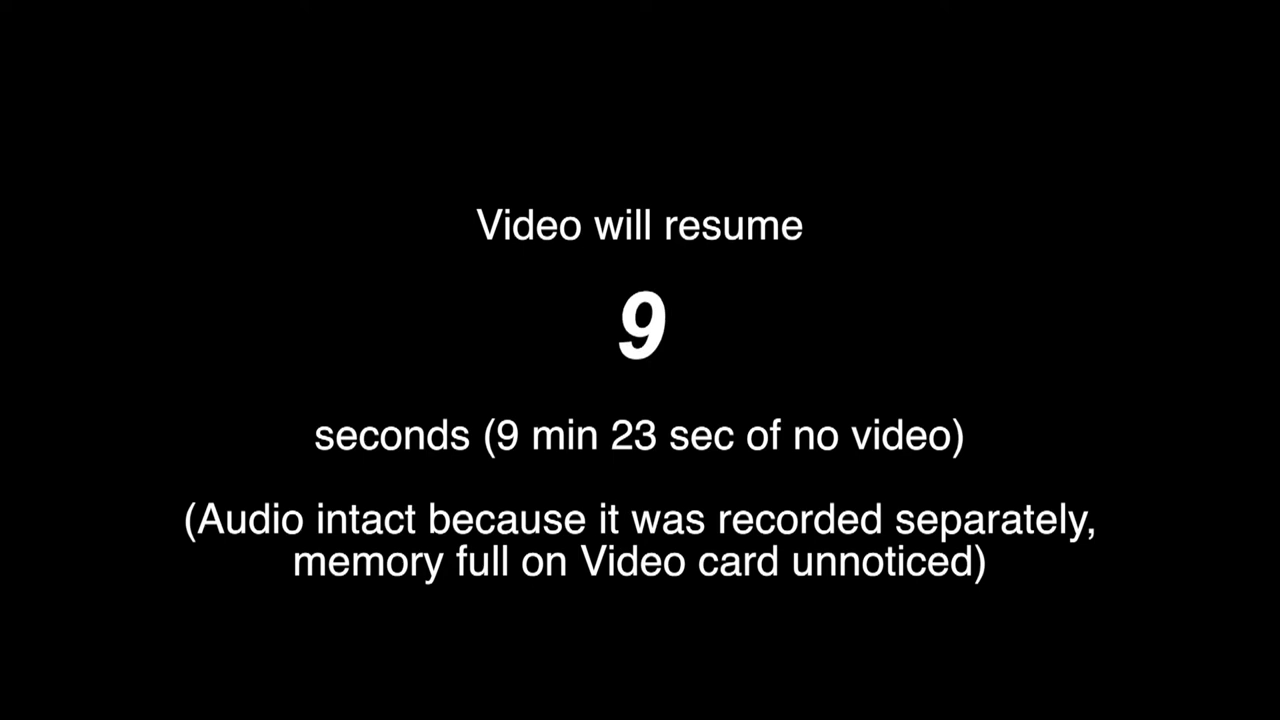 Video will resume
9
seconds (9 min 23 sec of no video)
(Audio intact because it was recorded separately,
memory full on Video card unnoticed)